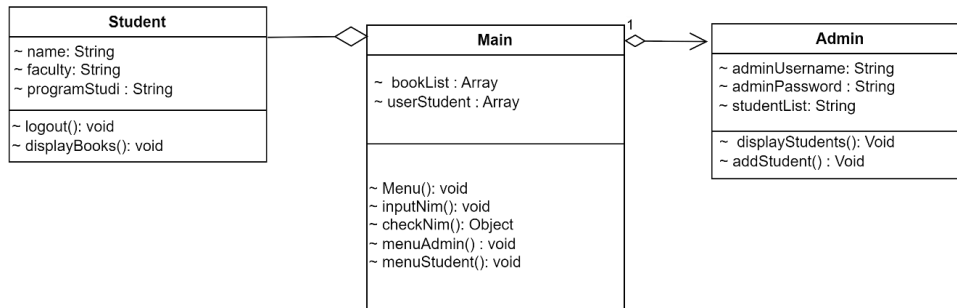 Student
~ name: String
~ faculty: String
~ programStudi : String
~ logout(): void
~ displayBooks(): void
Main
~ bookList : Array
~ userStudent : Array
~ Menu(): void
~ inputNim(): void
~ checkNim(): Object
~ menuAdmin() : void
~ menuStudent(): void
1
Admin
~ adminUsername: String
~ adminPassword : String
~ studentList: String
~ displayStudents(): Void
~ addStudent() : Void